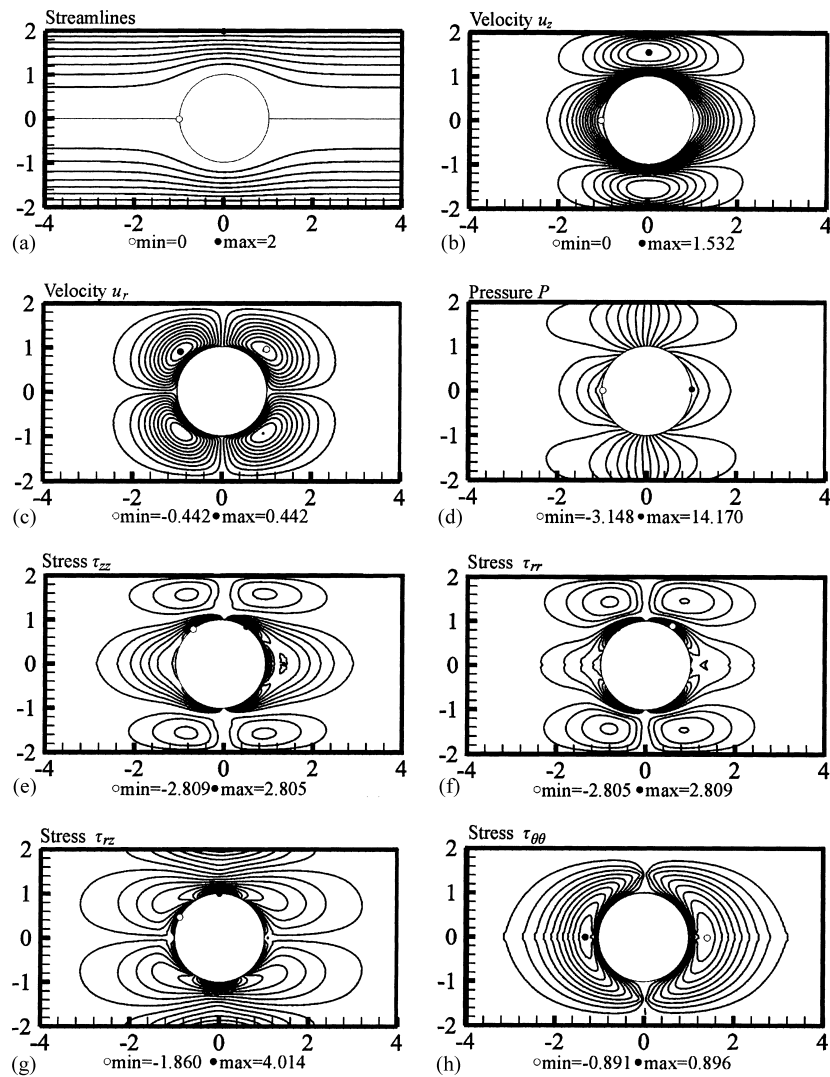 Streamlines
2
1
0
-1
-2
-4 -2 0 2 4
(a) ○min=0 ●max=2
Velocity u_z
2
1
0
-1
-2
-4 -2 0 2 4
(b) ○min=0 ●max=1.532
Velocity u_r
2
1
0
-1
-2
-4 -2 0 2 4
(c) ○min=-0.442 ●max=0.442
Pressure P
2
1
0
-1
-2
-4 -2 0 2 4
(d) ○min=-3.148 ●max=14.170
Stress τ_zz
2
1
0
-1
-2
-4 -2 0 2 4
(e) ○min=-2.809 ●max=2.805
Stress τ_rr
2
1
0
-1
-2
-4 -2 0 2 4
(f) ○min=-2.805 ●max=2.809
Stress τ_rz
2
1
0
-1
-2
-4 -2 0 2 4
(g) ○min=-1.860 ●max=4.014
Stress τ_θθ
2
1
0
-1
-2
-4 -2 0 2 4
(h) ○min=-0.891 ●max=0.896